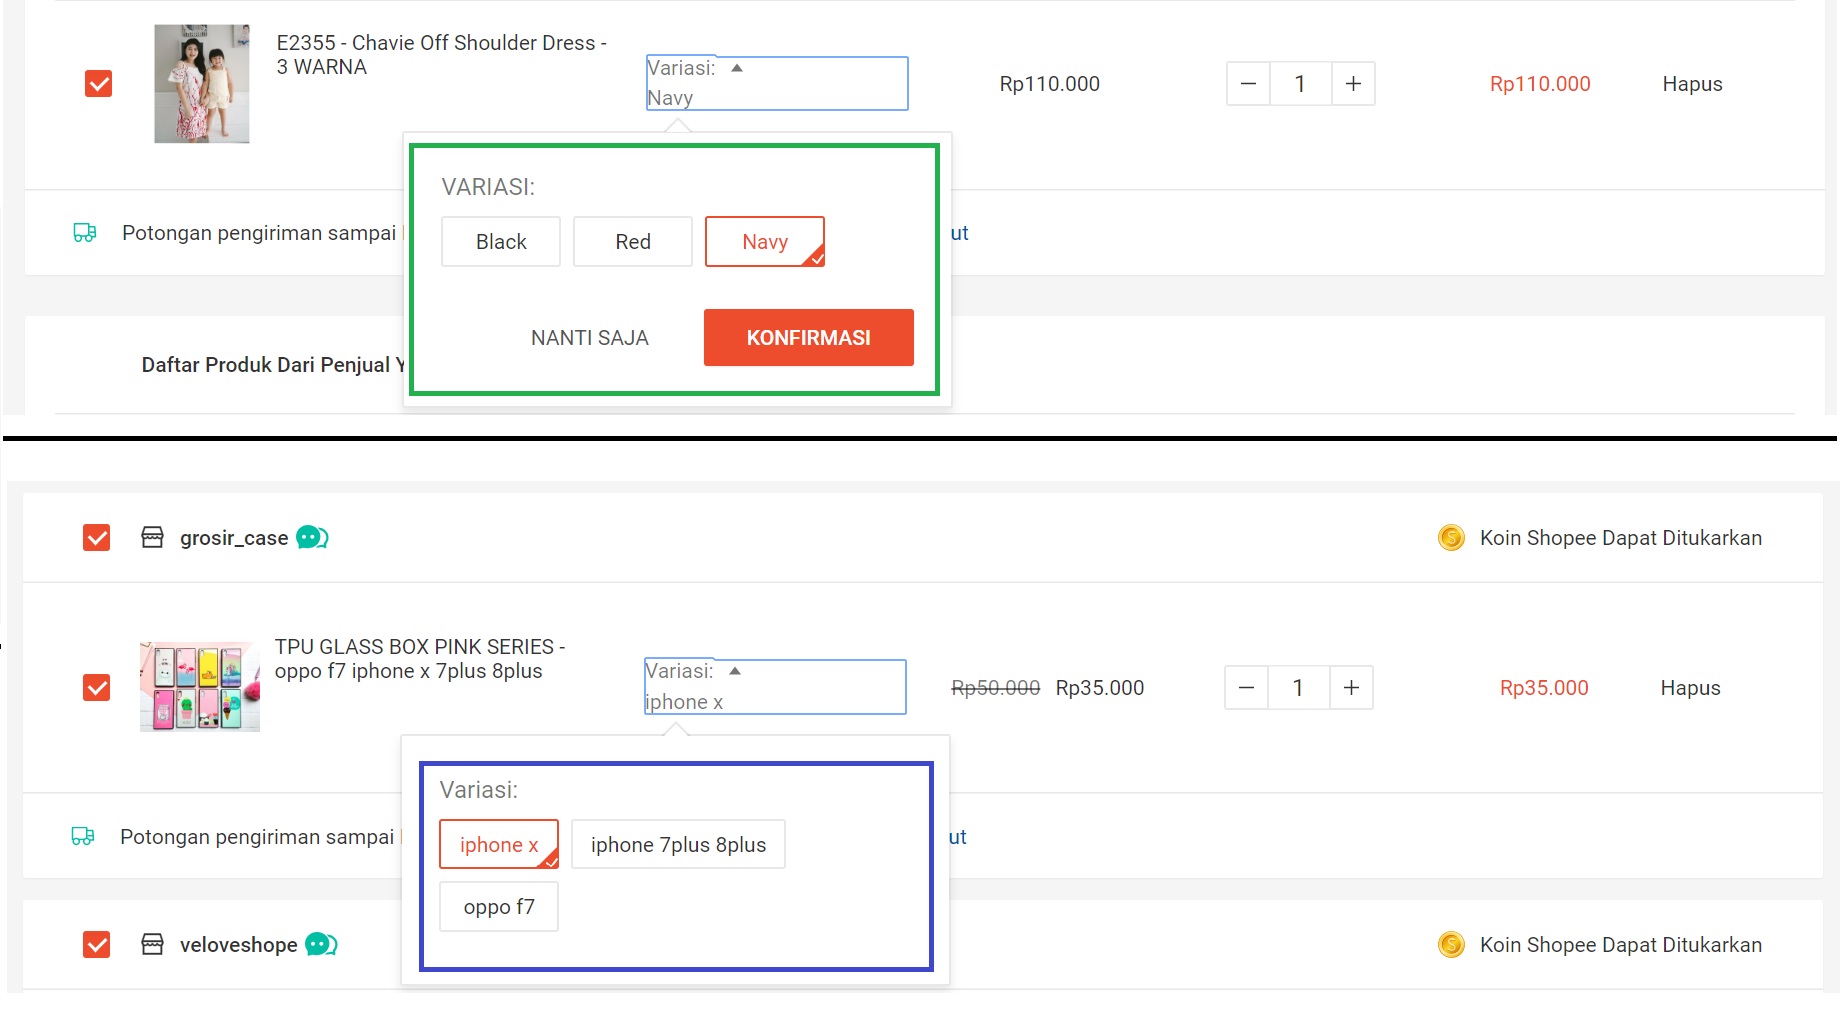 E2355 - Chavie Off Shoulder Dress -
3 WARNA
Variasi:
Navy
Rp110.000
1
Rp110.000
Hapus
VARIASI:
Black
Red
Navy
NANTI SAJA
KONFIRMASI
Potongan pengiriman sampai
ut
Daftar Produk Dari Penjual Y
grosir_case
Koin Shopee Dapat Ditukarkan
TPU GLASS BOX PINK SERIES -
oppo f7 iphone x 7plus 8plus
Variasi:
iphone x
Rp50.000 Rp35.000
1
Rp35.000
Hapus
Variasi:
iphone x
iphone 7plus 8plus
oppo f7
Potongan pengiriman sampai
ut
veloveshope
Koin Shopee Dapat Ditukarkan